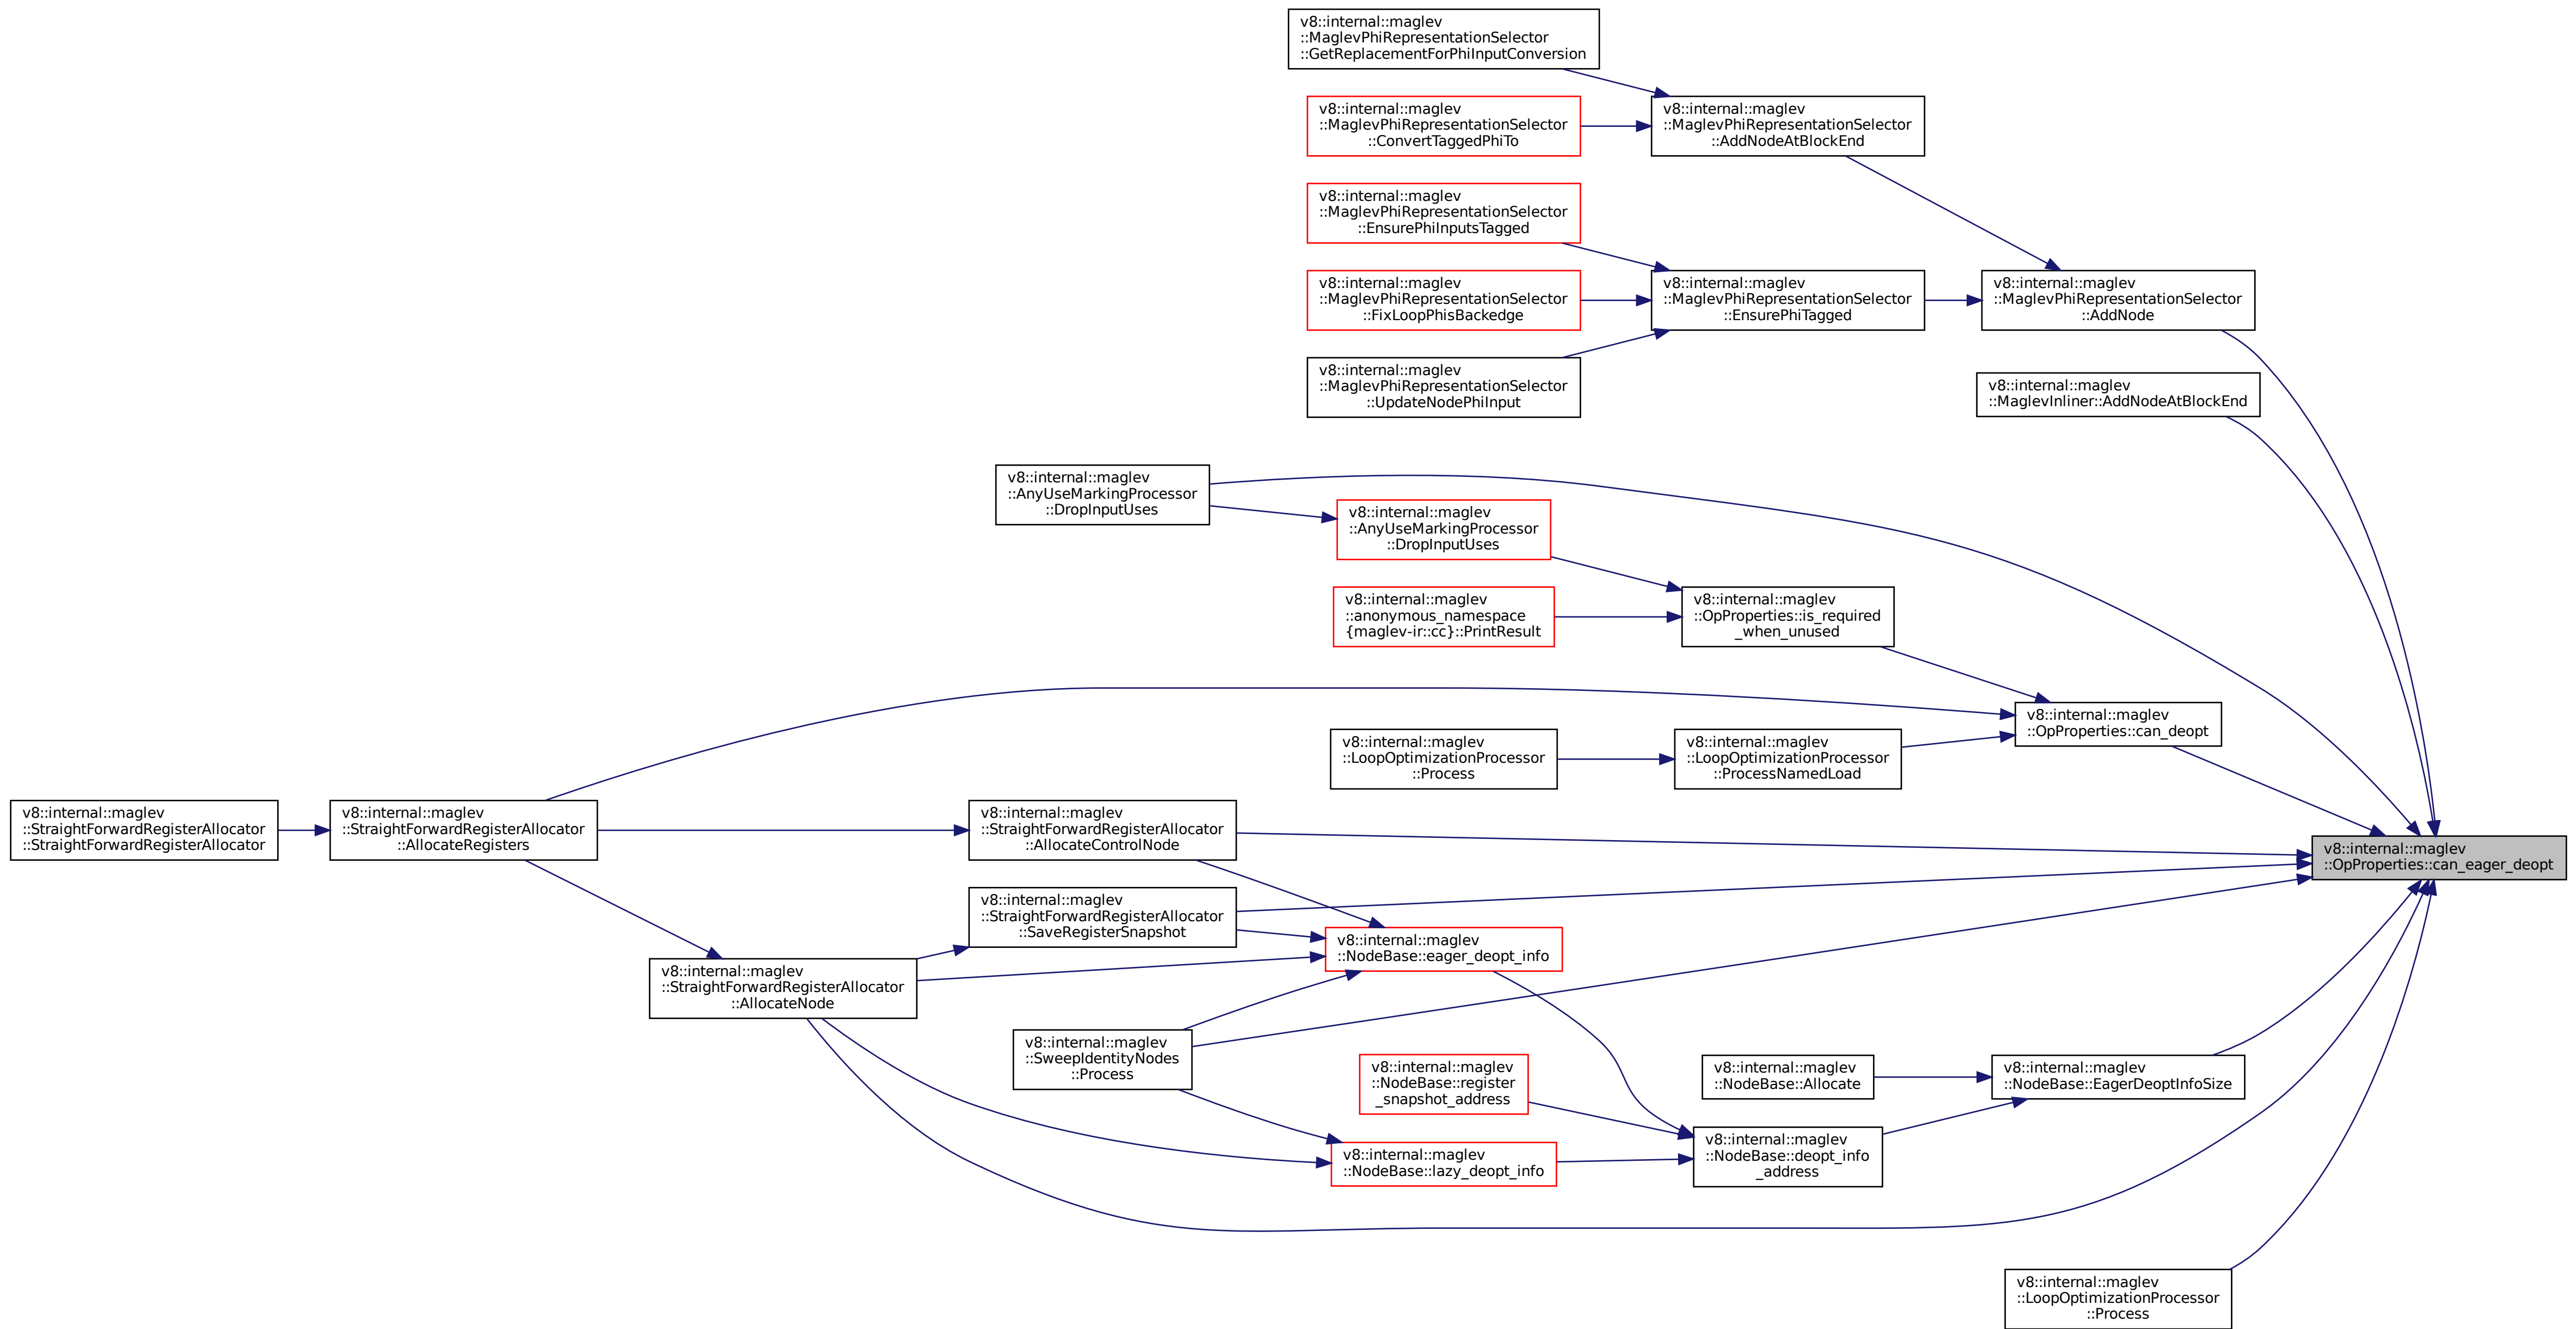 v8::internal::maglev
::MaglevPhiRepresentationSelector
::GetReplacementForPhiInputConversion
v8::internal::maglev
::MaglevPhiRepresentationSelector
::ConvertTaggedPhiTo
v8::internal::maglev
::MaglevPhiRepresentationSelector
::AddNodeAtBlockEnd
v8::internal::maglev
::MaglevPhiRepresentationSelector
::EnsurePhiInputsTagged
v8::internal::maglev
::MaglevPhiRepresentationSelector
::FixLoopPhisBackedge
v8::internal::maglev
::MaglevPhiRepresentationSelector
::EnsurePhiTagged
v8::internal::maglev
::MaglevPhiRepresentationSelector
::AddNode
v8::internal::maglev
::MaglevPhiRepresentationSelector
::UpdateNodePhiInput
v8::internal::maglev
::MaglevInliner::AddNodeAtBlockEnd
v8::internal::maglev
::AnyUseMarkingProcessor
::DropInputUses
v8::internal::maglev
::AnyUseMarkingProcessor
::DropInputUses
v8::internal::maglev
::anonymous_namespace
{maglev-ir::cc}::PrintResult
v8::internal::maglev
::OpProperties::is_required
_when_unused
v8::internal::maglev
::OpProperties::can_deopt
v8::internal::maglev
::LoopOptimizationProcessor
::Process
v8::internal::maglev
::LoopOptimizationProcessor
::ProcessNamedLoad
v8::internal::maglev
::StraightForwardRegisterAllocator
::StraightForwardRegisterAllocator
v8::internal::maglev
::StraightForwardRegisterAllocator
::AllocateRegisters
v8::internal::maglev
::StraightForwardRegisterAllocator
::AllocateControlNode
v8::internal::maglev
::OpProperties::can_eager_deopt
v8::internal::maglev
::StraightForwardRegisterAllocator
::SaveRegisterSnapshot
v8::internal::maglev
::NodeBase::eager_deopt_info
v8::internal::maglev
::StraightForwardRegisterAllocator
::AllocateNode
v8::internal::maglev
::SweepIdentityNodes
::Process
v8::internal::maglev
::NodeBase::register
_snapshot_address
v8::internal::maglev
::NodeBase::Allocate
v8::internal::maglev
::NodeBase::EagerDeoptInfoSize
v8::internal::maglev
::NodeBase::lazy_deopt_info
v8::internal::maglev
::NodeBase::deopt_info
_address
v8::internal::maglev
::LoopOptimizationProcessor
::Process